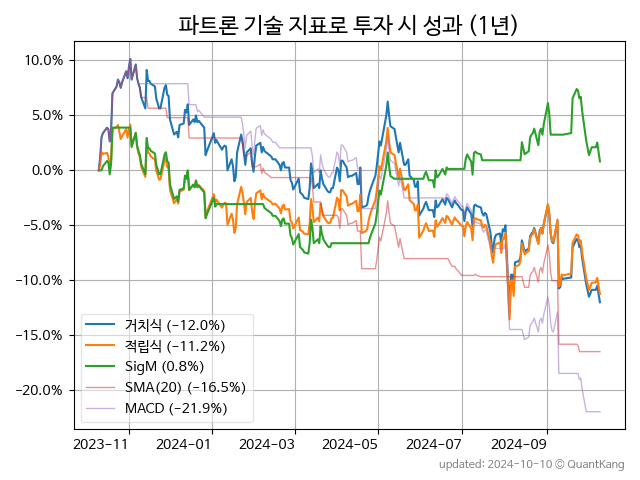 파트론 기술 지표로 투자 시 성과 (1년)
10.0%
5.0%
0.0%
−5.0%
−10.0%
−15.0%
−20.0%
거치식 (−12.0%)
적립식 (−11.2%)
SigM (0.8%)
SMA(20) (−16.5%)
MACD (−21.9%)
2023-11 2024-01 2024-03 2024-05 2024-07 2024-09
updated: 2024-10-10 © QuantKang